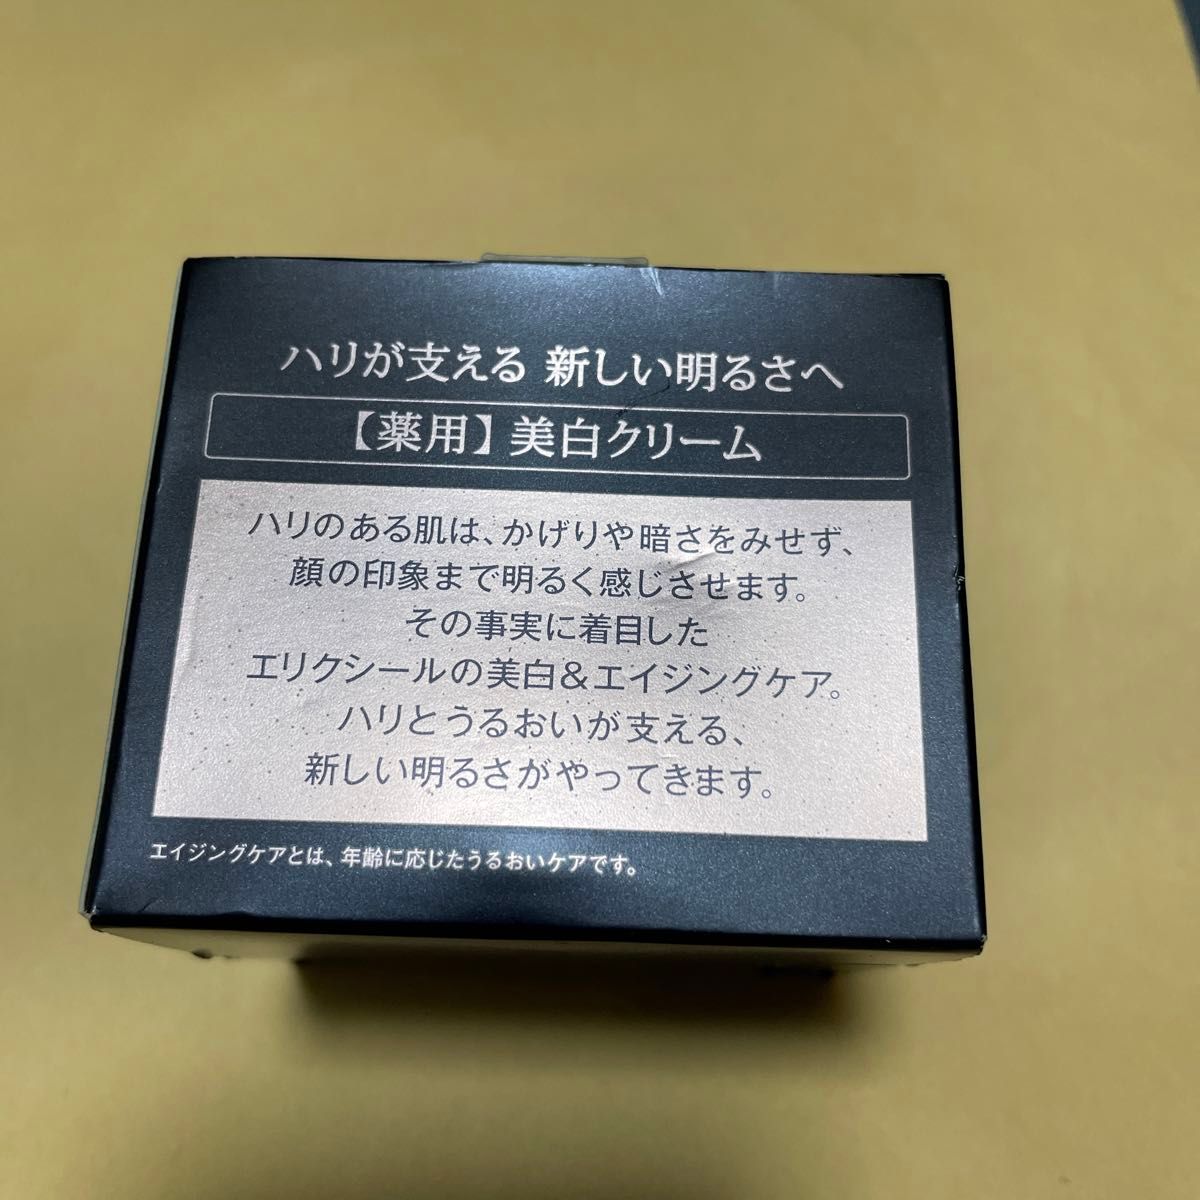 ハリが支える 新しい明るさへ
【薬用】美白クリーム
ハリのある肌は、かげりや暗さをみせず、
顔の印象まで明るく感じさせます。
その事実に着目した
エリクシールの美白&エイジングケア。
ハリとうるおいが支える、
新しい明るさがやってきます。
エイジングケアとは、年齢に応じたうるおいケアです。